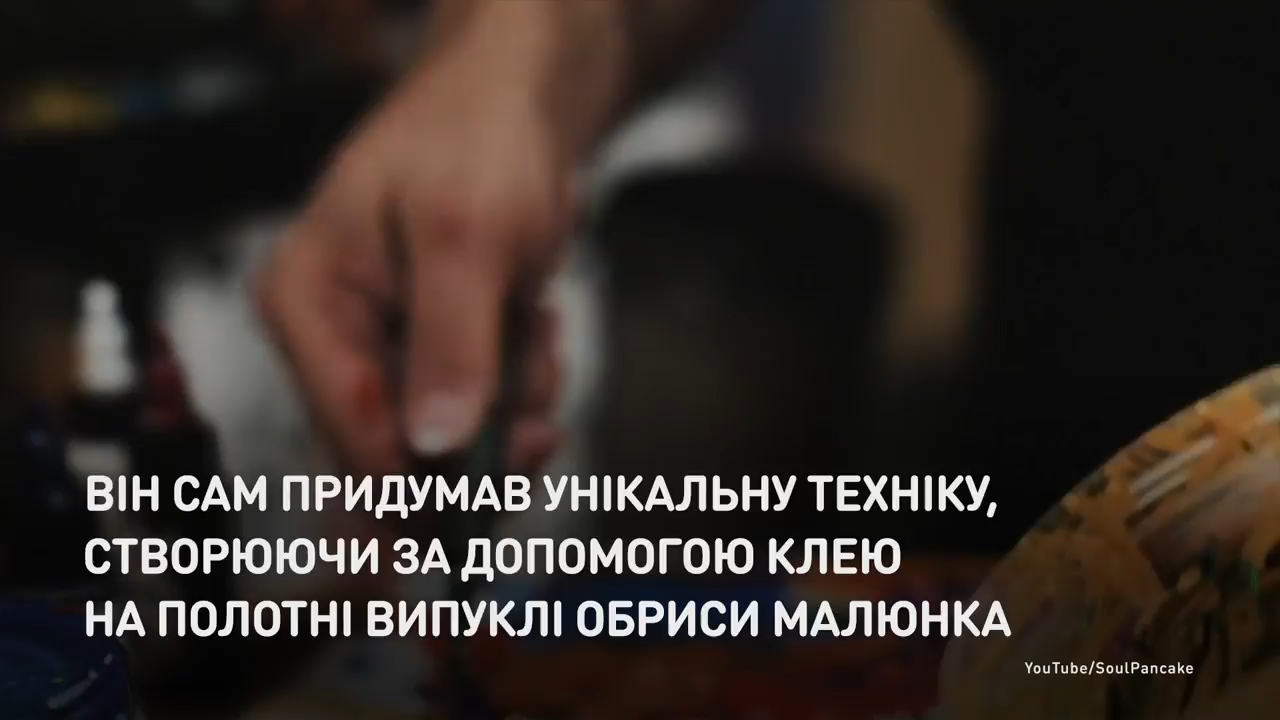 ВІН САМ ПРИДУМАВ УНІКАЛЬНУ ТЕХНІКУ,
СТВОРЮЮЧИ ЗА ДОПОМОГОЮ КЛЕЮ
НА ПОЛОТНІ ВИПУКЛІ ОБРИСИ МАЛЮНКА
YouTube/SoulPancake